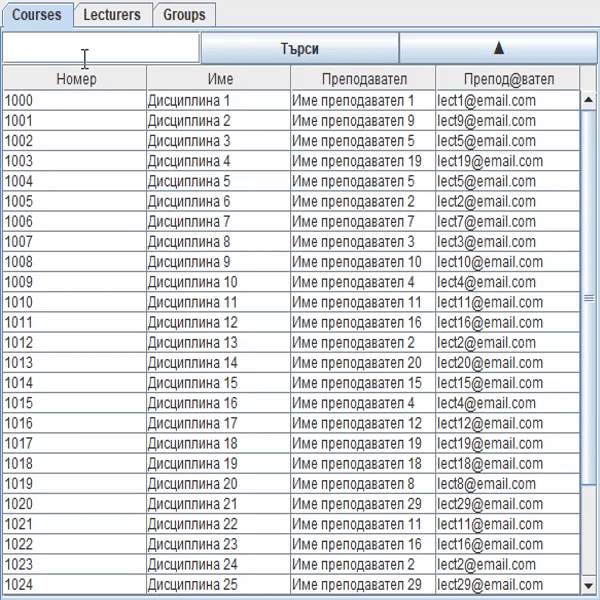 Courses Lecturers Groups
Търси ▲
Номер Име Преподавател Препод@вател
1000 Дисциплина 1 Име преподавател 1 lect1@email.com
1001 Дисциплина 2 Име преподавател 9 lect9@email.com
1002 Дисциплина 3 Име преподавател 5 lect5@email.com
1003 Дисциплина 4 Име преподавател 19 lect19@email.com
1004 Дисциплина 5 Име преподавател 5 lect5@email.com
1005 Дисциплина 6 Име преподавател 2 lect2@email.com
1006 Дисциплина 7 Име преподавател 7 lect7@email.com
1007 Дисциплина 8 Име преподавател 3 lect3@email.com
1008 Дисциплина 9 Име преподавател 10 lect10@email.com
1009 Дисциплина 10 Име преподавател 4 lect4@email.com
1010 Дисциплина 11 Име преподавател 11 lect11@email.com
1011 Дисциплина 12 Име преподавател 16 lect16@email.com
1012 Дисциплина 13 Име преподавател 2 lect2@email.com
1013 Дисциплина 14 Име преподавател 20 lect20@email.com
1014 Дисциплина 15 Име преподавател 15 lect15@email.com
1015 Дисциплина 16 Име преподавател 4 lect4@email.com
1016 Дисциплина 17 Име преподавател 12 lect12@email.com
1017 Дисциплина 18 Име преподавател 19 lect19@email.com
1018 Дисциплина 19 Име преподавател 18 lect18@email.com
1019 Дисциплина 20 Име преподавател 8 lect8@email.com
1020 Дисциплина 21 Име преподавател 29 lect29@email.com
1021 Дисциплина 22 Име преподавател 11 lect11@email.com
1022 Дисциплина 23 Име преподавател 16 lect16@email.com
1023 Дисциплина 24 Име преподавател 2 lect2@email.com
1024 Дисциплина 25 Име преподавател 29 lect29@email.com